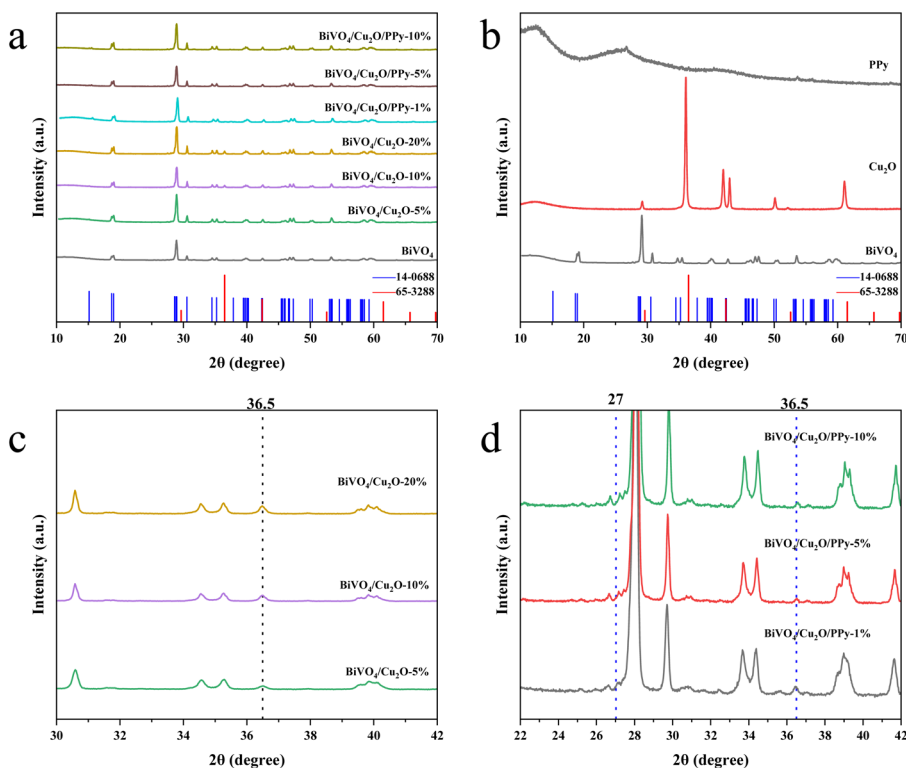 a
BiVO₄/Cu₂O/PPy-10%
BiVO₄/Cu₂O/PPy-5%
BiVO₄/Cu₂O/PPy-1%
BiVO₄/Cu₂O-20%
BiVO₄/Cu₂O-10%
BiVO₄/Cu₂O-5%
BiVO₄
14-0688
65-3288
Intensity (a.u.)
10 20 30 40 50 60 70
2θ (degree)
b
PPy
Cu₂O
BiVO₄
14-0688
65-3288
Intensity (a.u.)
10 20 30 40 50 60 70
2θ (degree)
c
36.5
BiVO₄/Cu₂O-20%
BiVO₄/Cu₂O-10%
BiVO₄/Cu₂O-5%
Intensity (a.u.)
30 32 34 36 38 40 42
2θ (degree)
d
27
36.5
BiVO₄/Cu₂O/PPy-10%
BiVO₄/Cu₂O/PPy-5%
BiVO₄/Cu₂O/PPy-1%
Intensity (a.u.)
22 24 26 28 30 32 34 36 38 40 42
2θ (degree)